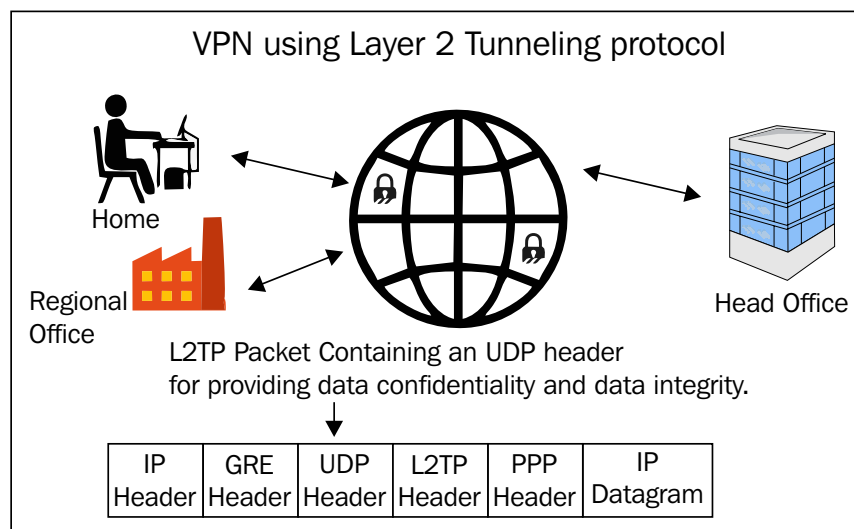 VPN using Layer 2 Tunneling protocol
Home
Regional
Office
Head Office
L2TP Packet Containing an UDP header
for providing data confidentiality and data integrity.
IP Header
GRE Header
UDP Header
L2TP Header
PPP Header
IP Datagram